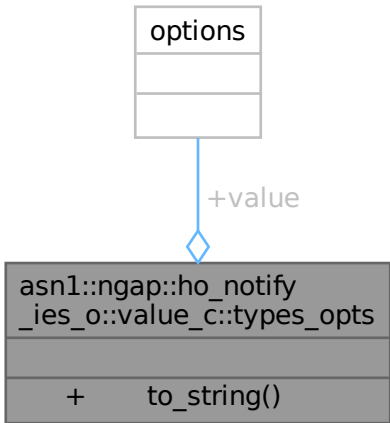 options
+value
asn1::ngap::ho_notify
_ies_o::value_c::types_opts
+ to_string()